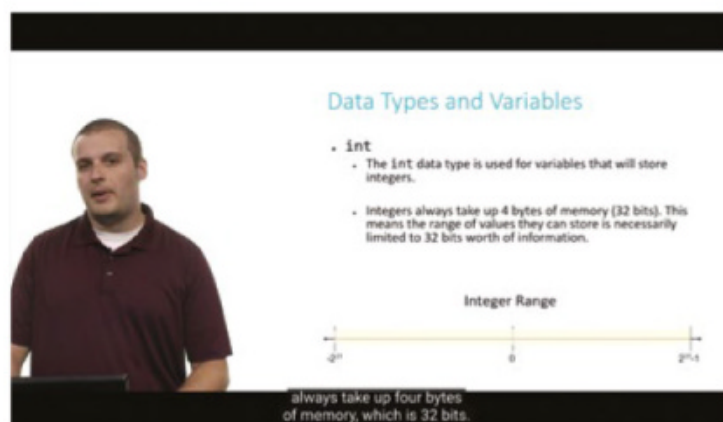 Data Types and Variables
• int
• The int data type is used for variables that will store
integers.
• Integers always take up 4 bytes of memory (32 bits). This
means the range of values they can store is necessarily
limited to 32 bits worth of information.
Integer Range
0
always take up four bytes
of memory, which is 32 bits.